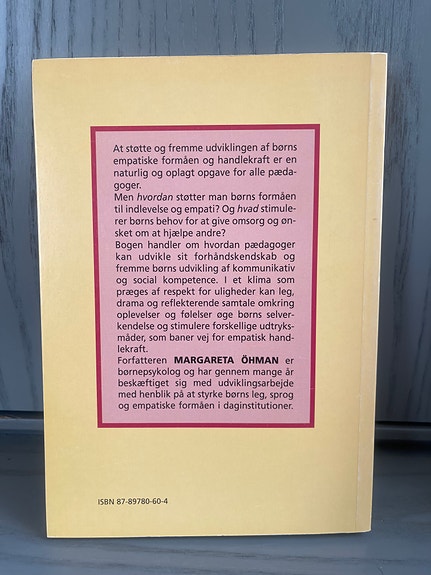 At støtte og fremme udviklingen af børns
empatiske formåen og handlekraft er en
naturlig og oplagt opgave for alle pæda-
goger.
Men hvordan støtter man børns formåen
til indlevelse og empati? Og hvad stimule-
rer børns behov for at give omsorg og øn-
sket om at hjælpe andre?
Bogen handler om hvordan pædagoger
kan udvikle sit forhåndskendskab og
fremme børns udvikling af kommunikativ
og social kompetence. I et klima som
præges af respekt for uligheder kan leg,
drama og reflekterende samtale omkring
oplevelser og følelser øge børns selver-
kendelse og stimulere forskellige udtryks-
måder, som baner vej for empatisk hand-
lekraft.
Forfatteren MARGARETA ÖHMAN er
børnepsykolog og har gennem mange år
beskæftiget sig med udviklingsarbejde
med henblik på at styrke børns leg, sprog
og empatiske formåen i daginstitutioner.
ISBN 87-89780-60-4